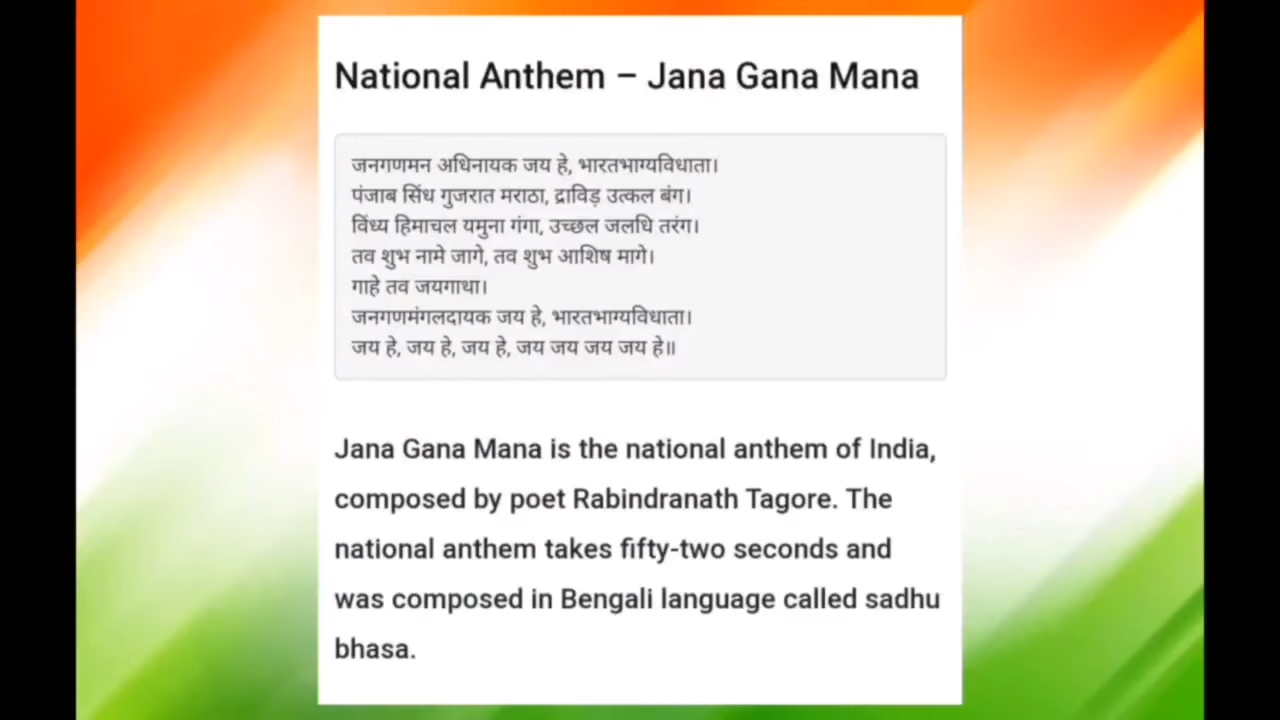 National Anthem – Jana Gana Mana
जनगणमन अधिनायक जय हे, भारतभाग्यविधाता।
पंजाब सिंध गुजरात मराठा, द्राविड़ उत्कल बंग।
विंध्य हिमाचल यमुना गंगा, उच्छल जलधि तरंग।
तव शुभ नामे जागे, तव शुभ आशिष मागे।
गाहे तव जयगाथा।
जनगणमंगलदायक जय हे, भारतभाग्यविधाता।
जय हे, जय हे, जय हे, जय जय जय जय हे॥
Jana Gana Mana is the national anthem of India,
composed by poet Rabindranath Tagore. The
national anthem takes fifty-two seconds and
was composed in Bengali language called sadhu
bhasa.